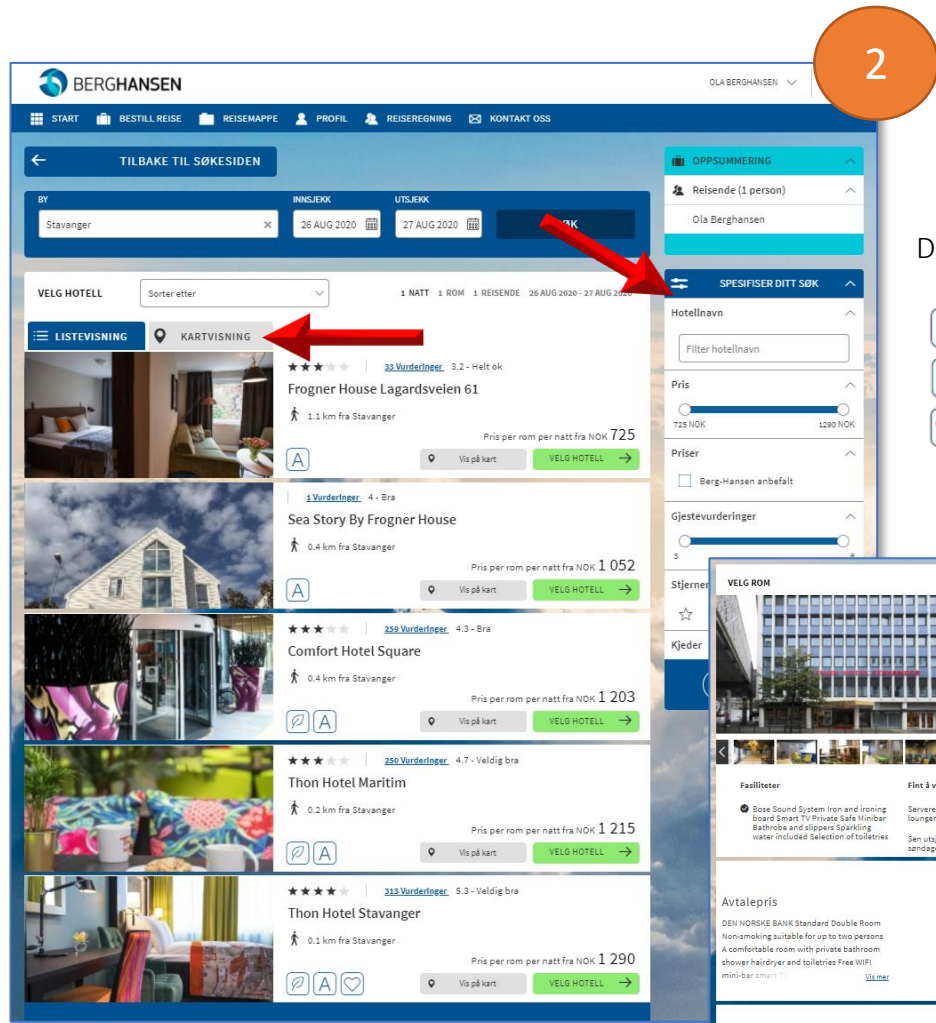 2
BERGHANSEN
OLA BERGHANSEN
START BESTILL REISE REISEMAPPE PROFIL REISEREGNING KONTAKT OSS
TILBAKE TIL SØKESIDEN
BY INNSJEKK UTSJEKK
Stavanger × 26 AUG 2020 27 AUG 2020
VELG HOTELL Sorter etter 1 NATT 1 ROM 1 REISENDE 26 AUG 2020 - 27 AUG 2020
LISTEVISNING KARTVISNING
33 Vurderinger 3.2 - Helt ok
Frogner House Lagardsveien 61
1.1 km fra Stavanger
Pris per rom per natt fra NOK 725
A Vis på kart VELG HOTELL
1 Vurderinger 4 - Bra
Sea Story By Frogner House
0.4 km fra Stavanger
Pris per rom per natt fra NOK 1 052
A Vis på kart VELG HOTELL
259 Vurderinger 4.3 - Bra
Comfort Hotel Square
0.4 km fra Stavanger
Pris per rom per natt fra NOK 1 203
A Vis på kart VELG HOTELL
250 Vurderinger 4.7 - Veldig bra
Thon Hotel Maritim
0.2 km fra Stavanger
Pris per rom per natt fra NOK 1 215
A Vis på kart VELG HOTELL
313 Vurderinger 5.3 - Veldig bra
Thon Hotel Stavanger
0.1 km fra Stavanger
Pris per rom per natt fra NOK 1 290
A Vis på kart VELG HOTELL
OPPSUMMERING
Reisende (1 person)
Ola Berghansen
SPESIFISER DITT SØK
Hotellnavn
Filter hotellnavn
Pris
725 NOK 1290 NOK
Priser
Berg-Hansen anbefalt
Gjestevurderinger
3
Stjerner
Kjeder
D
VELG ROM
Fasiliteter
Bose Sound System Iron and ironing
board Smart TV Private Safe Minibar
Bathrobe and slippers Sparkling
water included Selection of toiletries
Fint å v
Servere
lounger
Sen utsj
søndage
Avtalepris
DEN NORSKE BANK Standard Double Room
Non-smoking suitable for up to two persons
A comfortable room with private bathroom
shower hairdryer and toiletries Free WIFI
mini-bar smart Vis mer